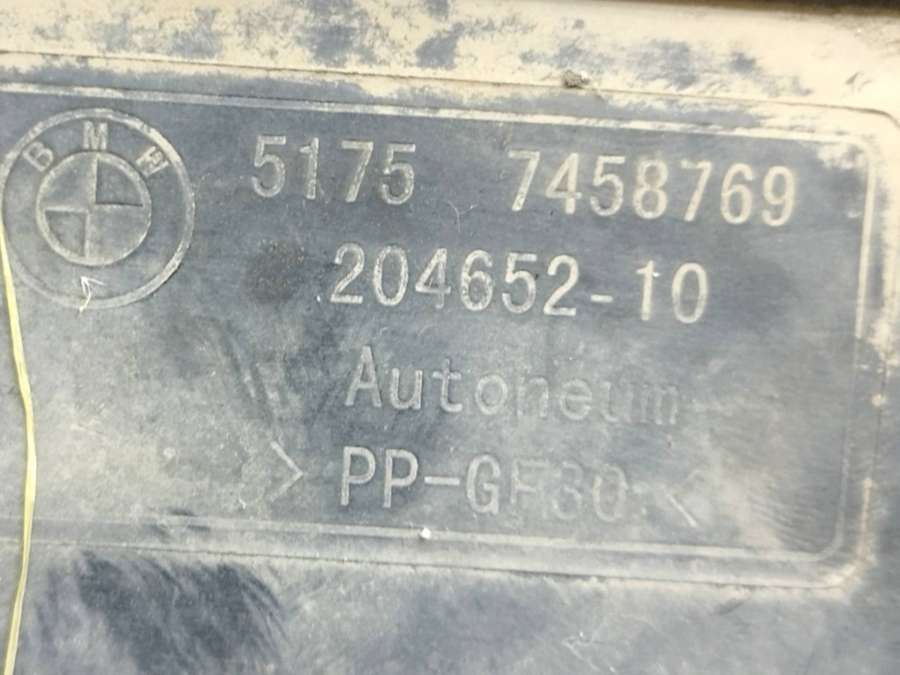 BMW
5175 7458769
204652-10
Autoneum
> PP-GF30 <